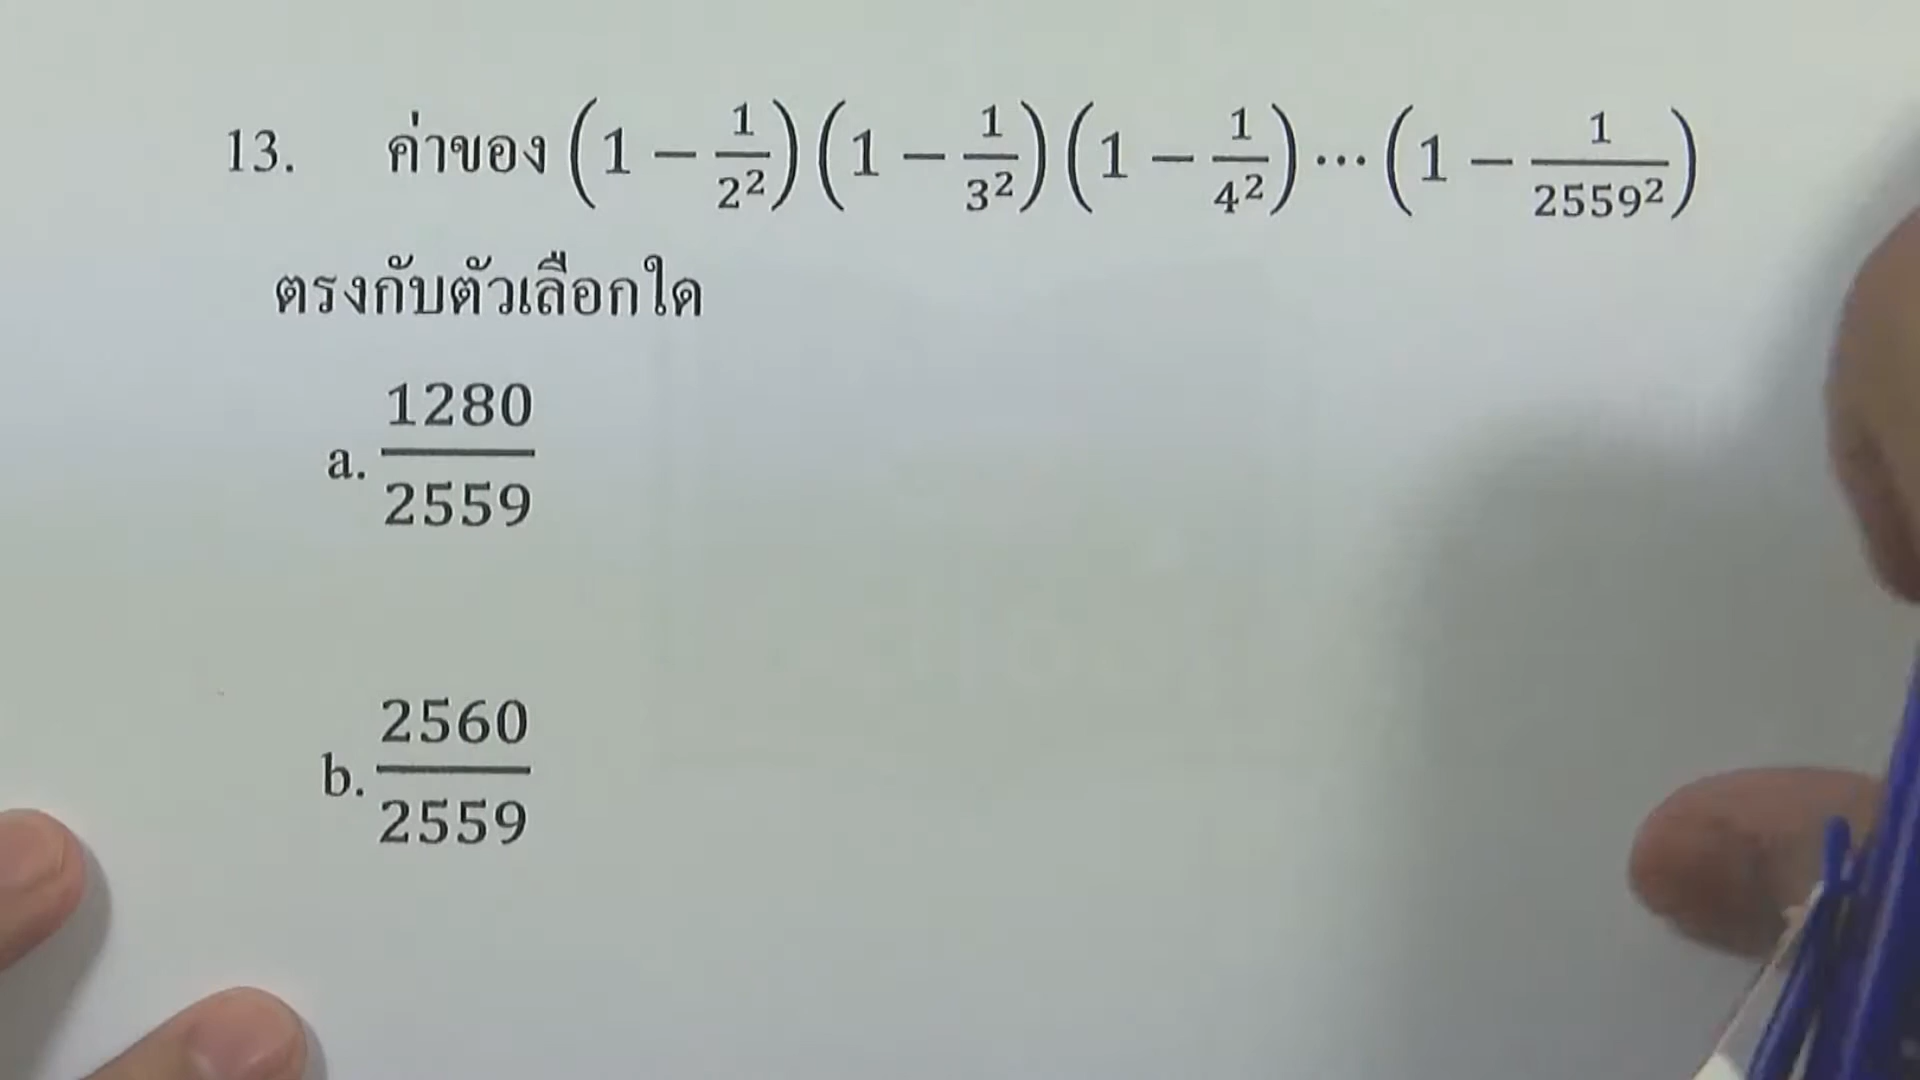 13. ค่าของ (1 − 1/2²)(1 − 1/3²)(1 − 1/4²)⋯(1 − 1/2559²)
ตรงกับตัวเลือกใด
a. 1280/2559
b. 2560/2559